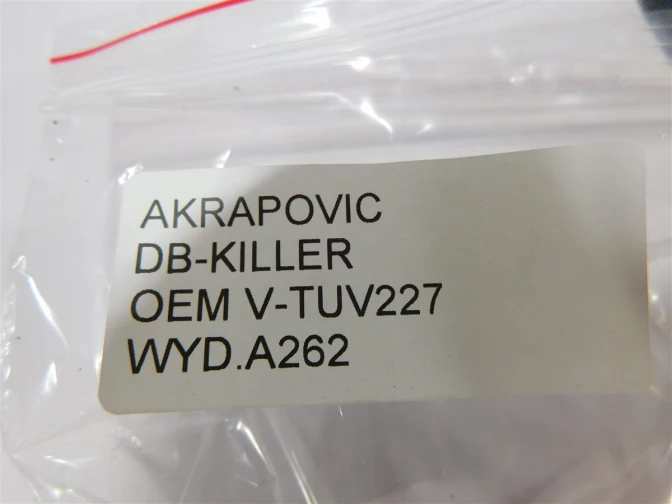 AKRAPOVIC
DB-KILLER
OEM V-TUV227
WYD.A262